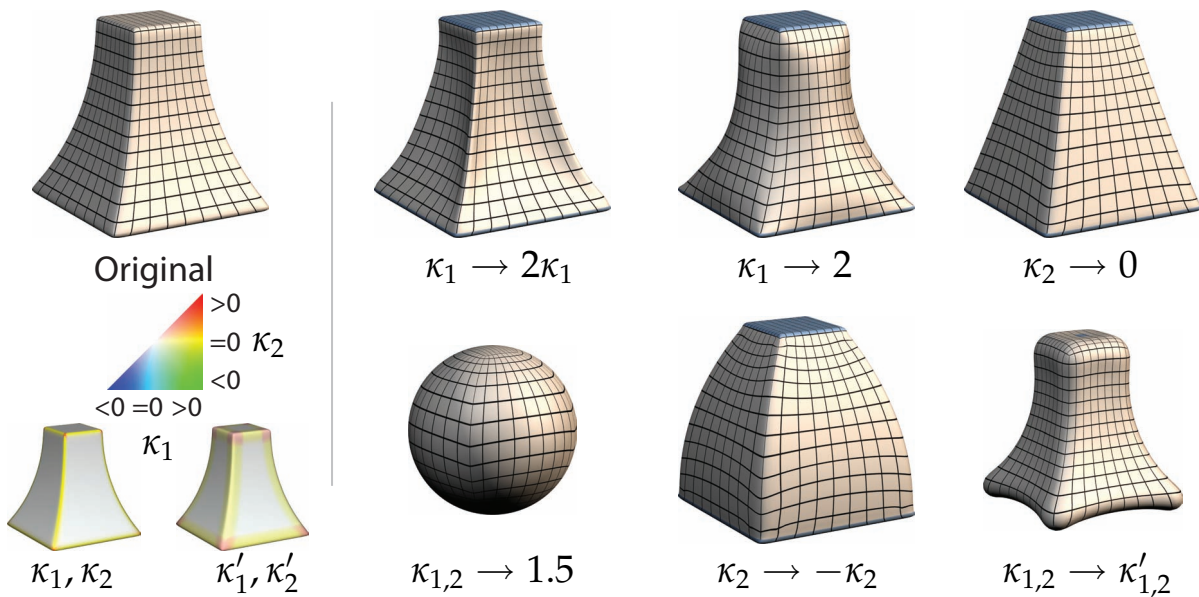 Original
>0
=0 κ₂
<0
<0 =0 >0
κ₁
κ₁, κ₂
κ′₁, κ′₂
κ₁ → 2κ₁
κ₁ → 2
κ₂ → 0
κ₁,₂ → 1.5
κ₂ → −κ₂
κ₁,₂ → κ′₁,₂